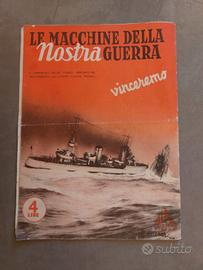 LE MACCHINE DELLA
Nostra GUERRA
vinceremo
4
LIRE
subito